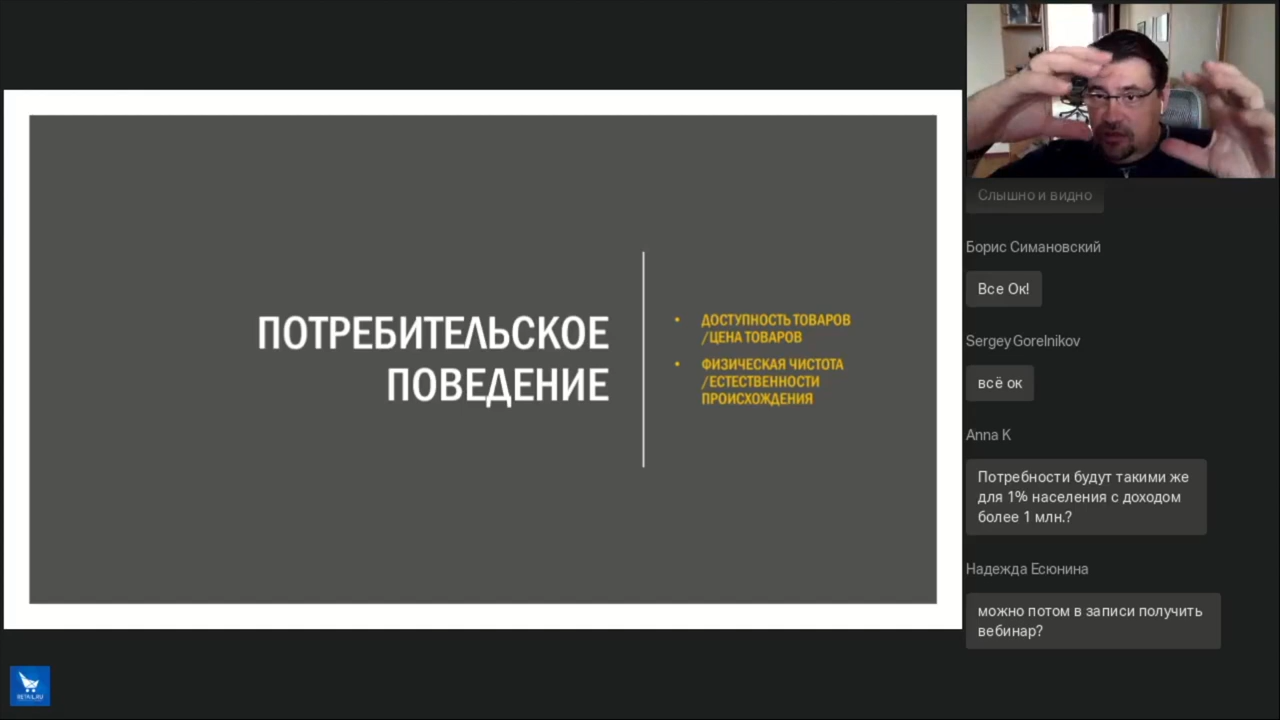 ПОТРЕБИТЕЛЬСКОЕ
ПОВЕДЕНИЕ
• ДОСТУПНОСТЬ ТОВАРОВ
/ЦЕНА ТОВАРОВ
• ФИЗИЧЕСКАЯ ЧИСТОТА
/ЕСТЕСТВЕННОСТИ
ПРОИСХОЖДЕНИЯ
Слышно и видно
Борис Симановский
Все Ок!
Sergey Gorelnikov
всё ок
Anna K
Потребности будут такими же
для 1% населения с доходом
более 1 млн.?
Надежда Есюнина
можно потом в записи получить
вебинар?
RETAIL.RU